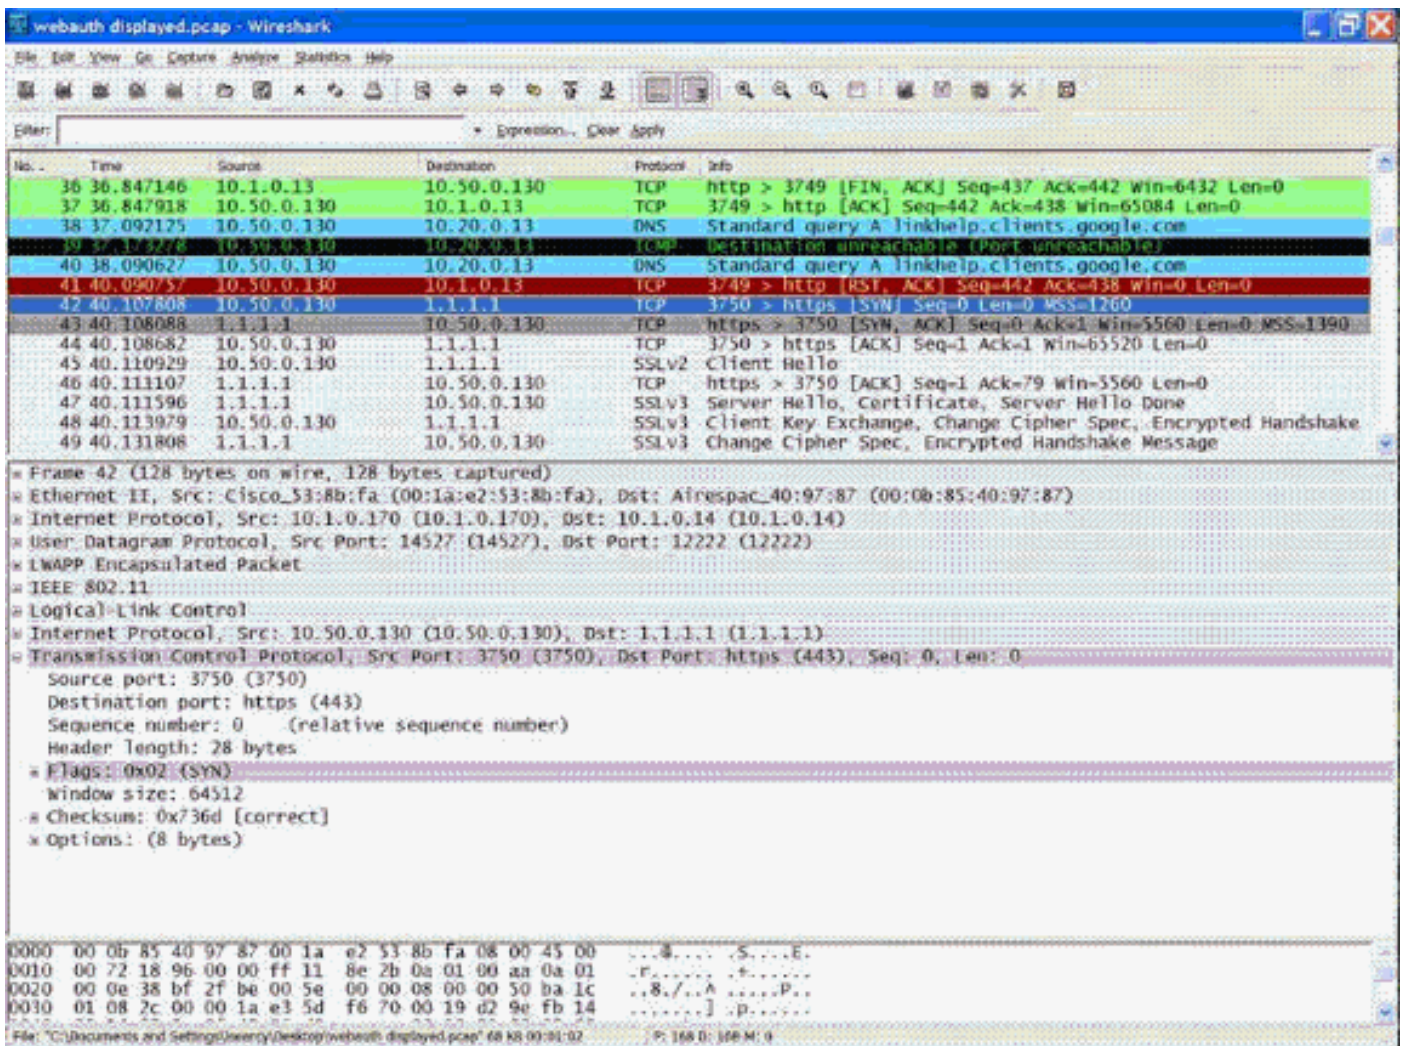 webauth displayed.pcap - Wireshark
File Edit View Go Capture Analyze Statistics Help
Filter: Expression... Clear Apply
No. . Time Source Destination Protocol Info
36 36.847146 10.1.0.13 10.50.0.130 TCP http > 3749 [FIN, ACK] Seq=437 Ack=442 Win=6432 Len=0
37 36.847918 10.50.0.130 10.1.0.13 TCP 3749 > http [ACK] Seq=442 Ack=438 Win=65084 Len=0
38 37.092125 10.50.0.130 10.20.0.13 DNS Standard query A linkhelp.clients.google.com
39 37.173278 10.50.0.130 10.20.0.13 ICMP Destination unreachable (Port unreachable)
40 38.090627 10.50.0.130 10.20.0.13 DNS Standard query A linkhelp.clients.google.com
41 40.090757 10.50.0.130 10.1.0.13 TCP 3749 > http [RST, ACK] Seq=442 Ack=438 Win=0 Len=0
42 40.107808 10.50.0.130 1.1.1.1 TCP 3750 > https [SYN] Seq=0 Len=0 MSS=1260
43 40.108088 1.1.1.1 10.50.0.130 TCP https > 3750 [SYN, ACK] Seq=0 Ack=1 Win=5560 Len=0 MSS=1390
44 40.108682 10.50.0.130 1.1.1.1 TCP 3750 > https [ACK] Seq=1 Ack=1 Win=65520 Len=0
45 40.110929 10.50.0.130 1.1.1.1 SSLv2 Client Hello
46 40.111107 1.1.1.1 10.50.0.130 TCP https > 3750 [ACK] Seq=1 Ack=79 Win=5560 Len=0
47 40.111596 1.1.1.1 10.50.0.130 SSLv3 Server Hello, Certificate, Server Hello Done
48 40.113979 10.50.0.130 1.1.1.1 SSLv3 Client Key Exchange, Change Cipher Spec, Encrypted Handshake
49 40.131808 1.1.1.1 10.50.0.130 SSLv3 Change Cipher Spec, Encrypted Handshake Message
Frame 42 (128 bytes on wire, 128 bytes captured)
Ethernet II, Src: Cisco_53:8b:fa (00:1a:e2:53:8b:fa), Dst: Airespac_40:97:87 (00:0b:85:40:97:87)
Internet Protocol, Src: 10.1.0.170 (10.1.0.170), Dst: 10.1.0.14 (10.1.0.14)
User Datagram Protocol, Src Port: 14527 (14527), Dst Port: 12222 (12222)
LWAPP Encapsulated Packet
IEEE 802.11
Logical-Link Control
Internet Protocol, Src: 10.50.0.130 (10.50.0.130), Dst: 1.1.1.1 (1.1.1.1)
Transmission Control Protocol, Src Port: 3750 (3750), Dst Port: https (443), Seq: 0, Len: 0
Source port: 3750 (3750)
Destination port: https (443)
Sequence number: 0 (relative sequence number)
Header length: 28 bytes
Flags: 0x02 (SYN)
Window size: 64512
Checksum: 0x736d [correct]
Options: (8 bytes)
0000 00 0b 85 40 97 87 00 1a e2 53 8b fa 08 00 45 00 ...@.... .S....E.
0010 00 72 18 96 00 00 ff 11 8e 2b 0a 01 00 aa 0a 01 .r...... .+......
0020 00 0e 38 bf 2f be 00 5e 00 00 08 00 00 50 ba 1c ..8./..^ .....P..
0030 01 08 2c 00 00 1a e3 5d f6 70 00 19 d2 9e fb 14 ..,....] .p......
File: "C:\Documents and Settings\ displayed.pcap" 68 KB 00:01:02 P: 168 D: 168 M: 0